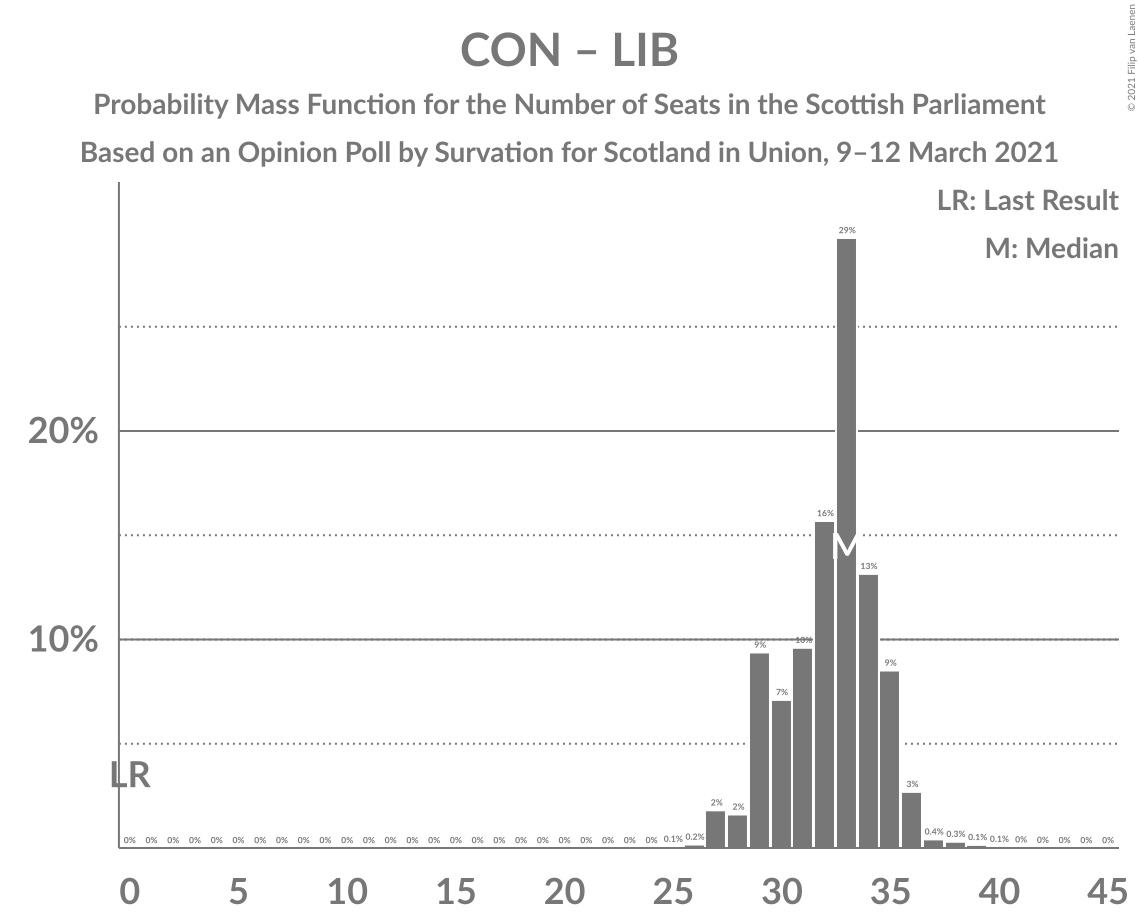 © 2021 Filip van Laenen
CON – LIB
Probability Mass Function for the Number of Seats in the Scottish Parliament
Based on an Opinion Poll by Survation for Scotland in Union, 9–12 March 2021
LR: Last Result
M: Median
29%
20%
16%
M
13%
10%
9% 10%
9%
7%
LR
3%
2% 2%
0% 0% 0% 0% 0% 0% 0% 0% 0% 0% 0% 0% 0% 0% 0% 0% 0% 0% 0% 0% 0% 0% 0% 0% 0% 0.1% 0.2% 0.4% 0.3% 0.1% 0.1% 0% 0% 0% 0% 0%
0 5 10 15 20 25 30 35 40 45